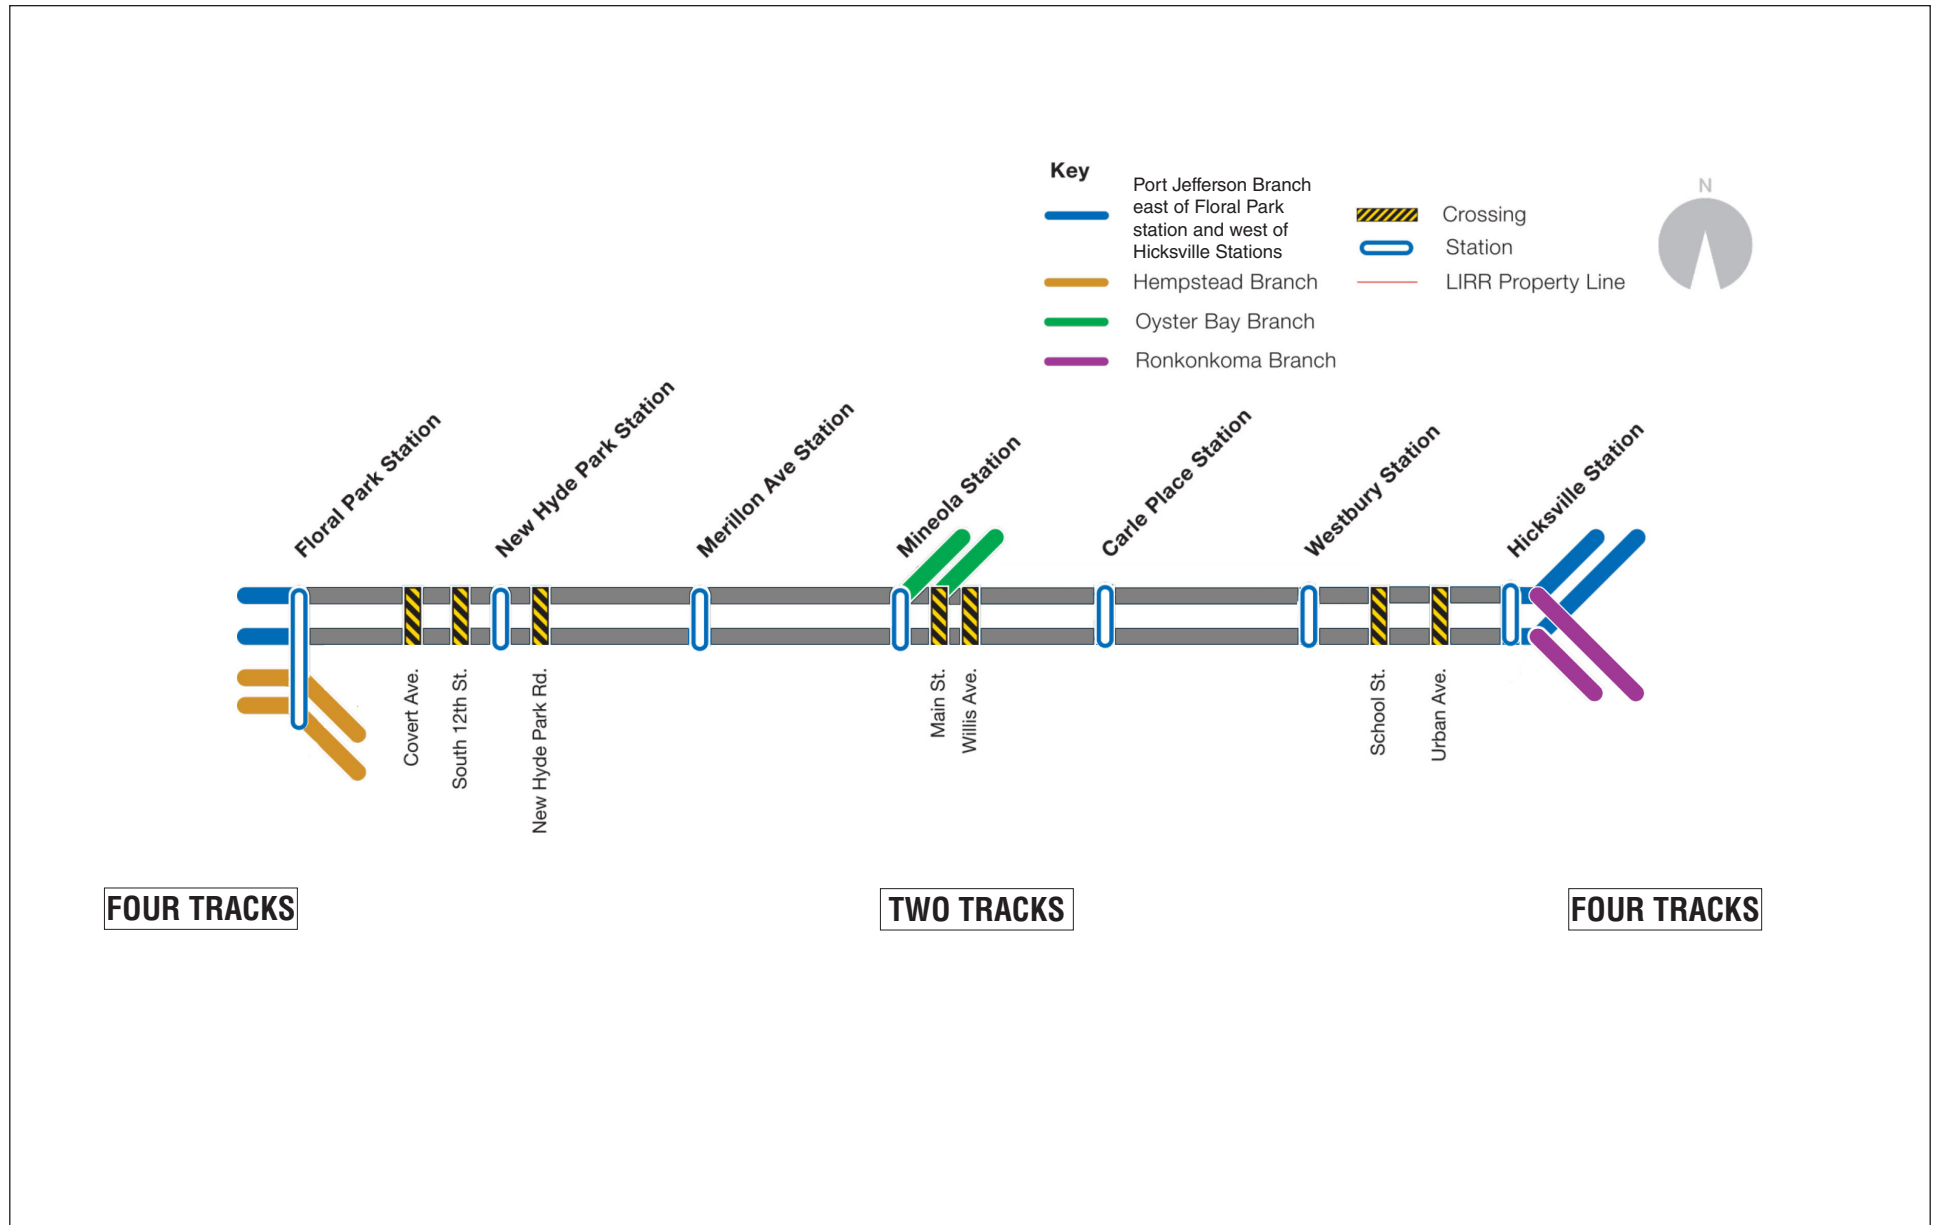 Key
Port Jefferson Branch
east of Floral Park
station and west of
Hicksville Stations
Hempstead Branch
Oyster Bay Branch
Ronkonkoma Branch
Crossing
Station
LIRR Property Line
N
Floral Park Station
New Hyde Park Station
Merillon Ave Station
Mineola Station
Carle Place Station
Westbury Station
Hicksville Station
Covert Ave.
South 12th St.
New Hyde Park Rd.
Main St.
Willis Ave.
School St.
Urban Ave.
FOUR TRACKS
TWO TRACKS
FOUR TRACKS